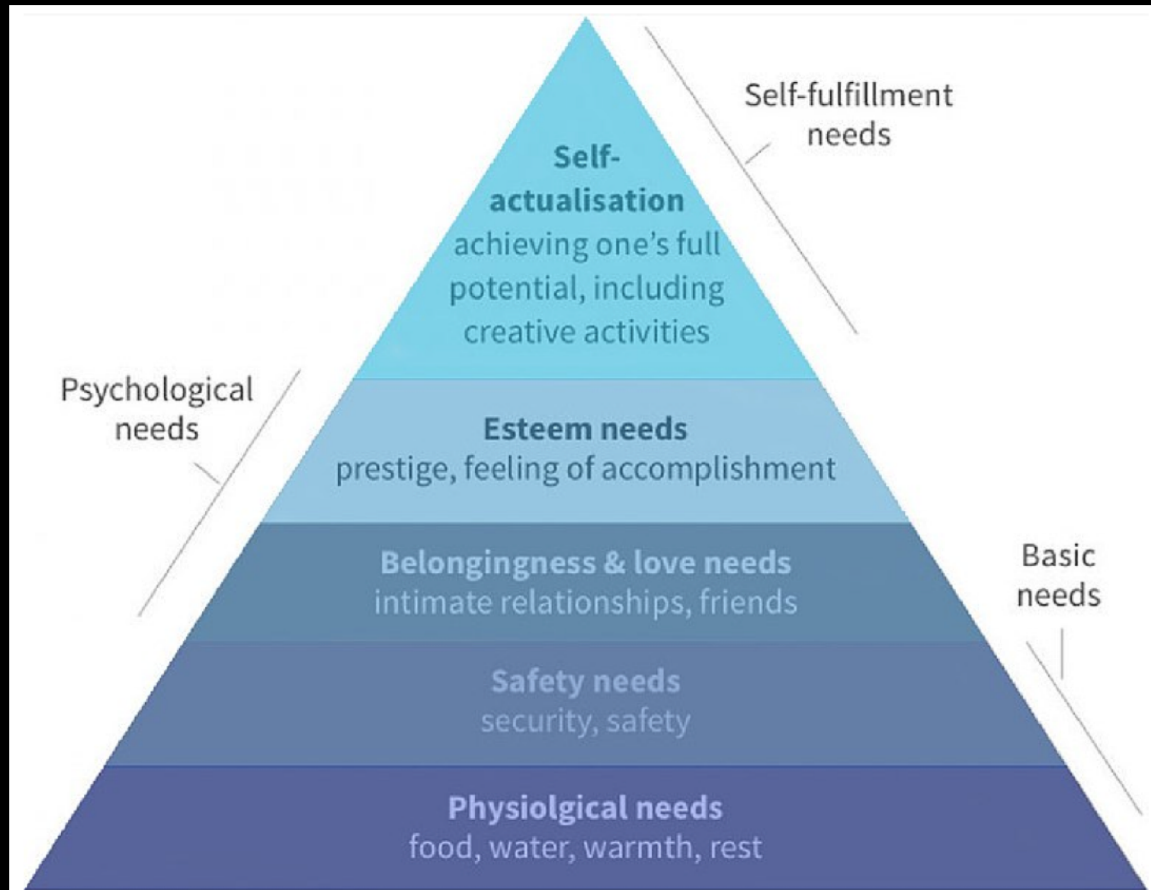 Self-fulfillment
needs
Self-
actualisation
achieving one's full
potential, including
creative activities
Psychological
needs
Esteem needs
prestige, feeling of accomplishment
Belongingness & love needs
intimate relationships, friends
Basic
needs
Safety needs
security, safety
Physiolgical needs
food, water, warmth, rest